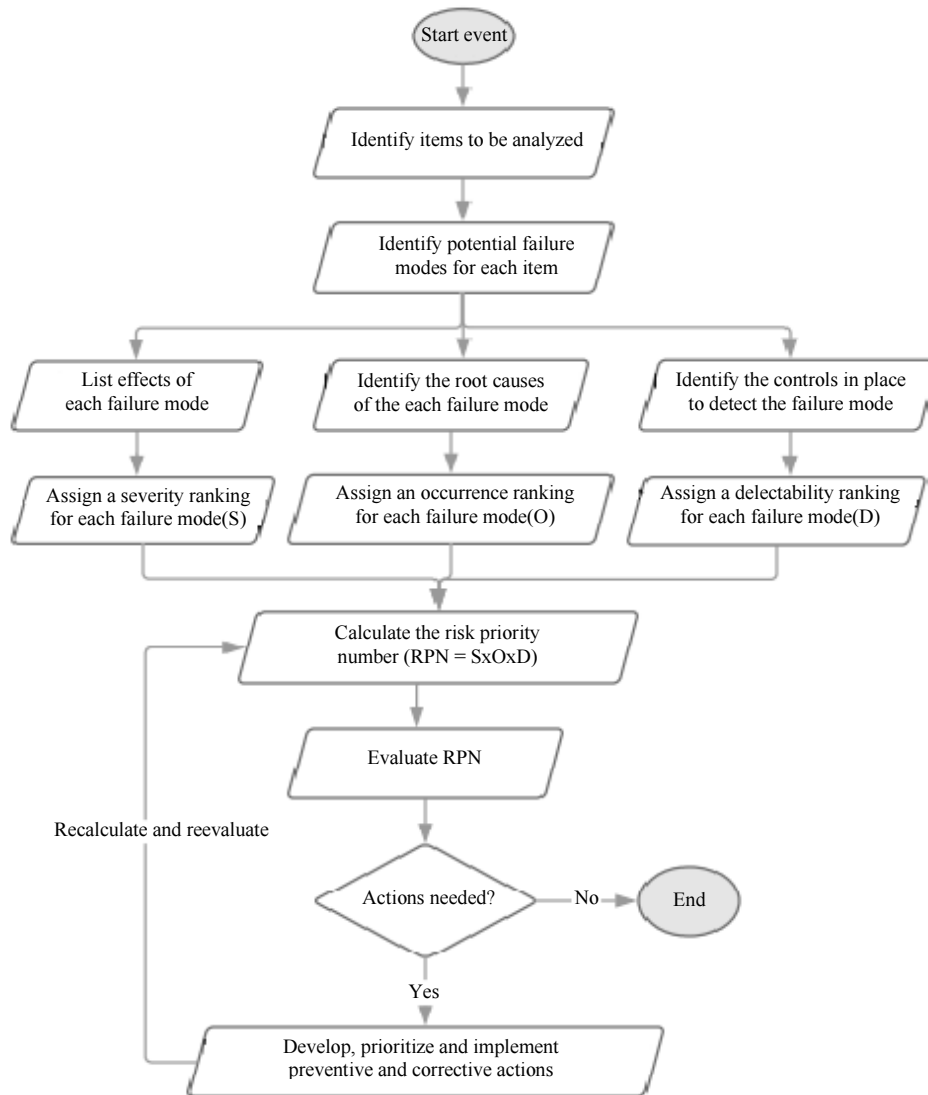 Start event
Identify items to be analyzed
Identify potential failure
modes for each item
List effects of
each failure mode
Identify the root causes
of the each failure mode
Identify the controls in place
to detect the failure mode
Assign a severity ranking
for each failure mode(S)
Assign an occurrence ranking
for each failure mode(O)
Assign a delectability ranking
for each failure mode(D)
Calculate the risk priority
number (RPN = SxOxD)
Evaluate RPN
Recalculate and reevaluate
Actions needed?
No
End
Yes
Develop, prioritize and implement
preventive and corrective actions